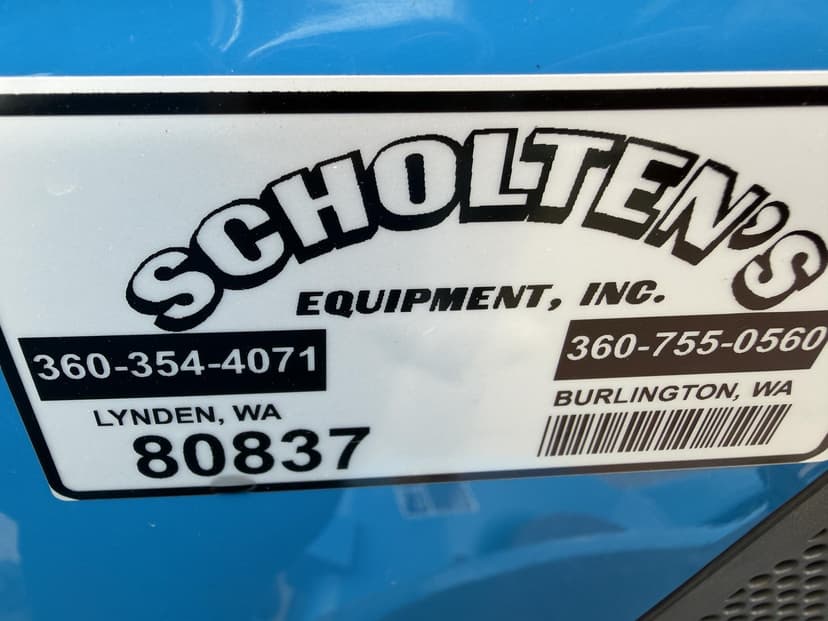 SCHOLTEN'S
EQUIPMENT, INC.
360-354-4071
LYNDEN, WA
80837
360-755-0560
BURLINGTON, WA